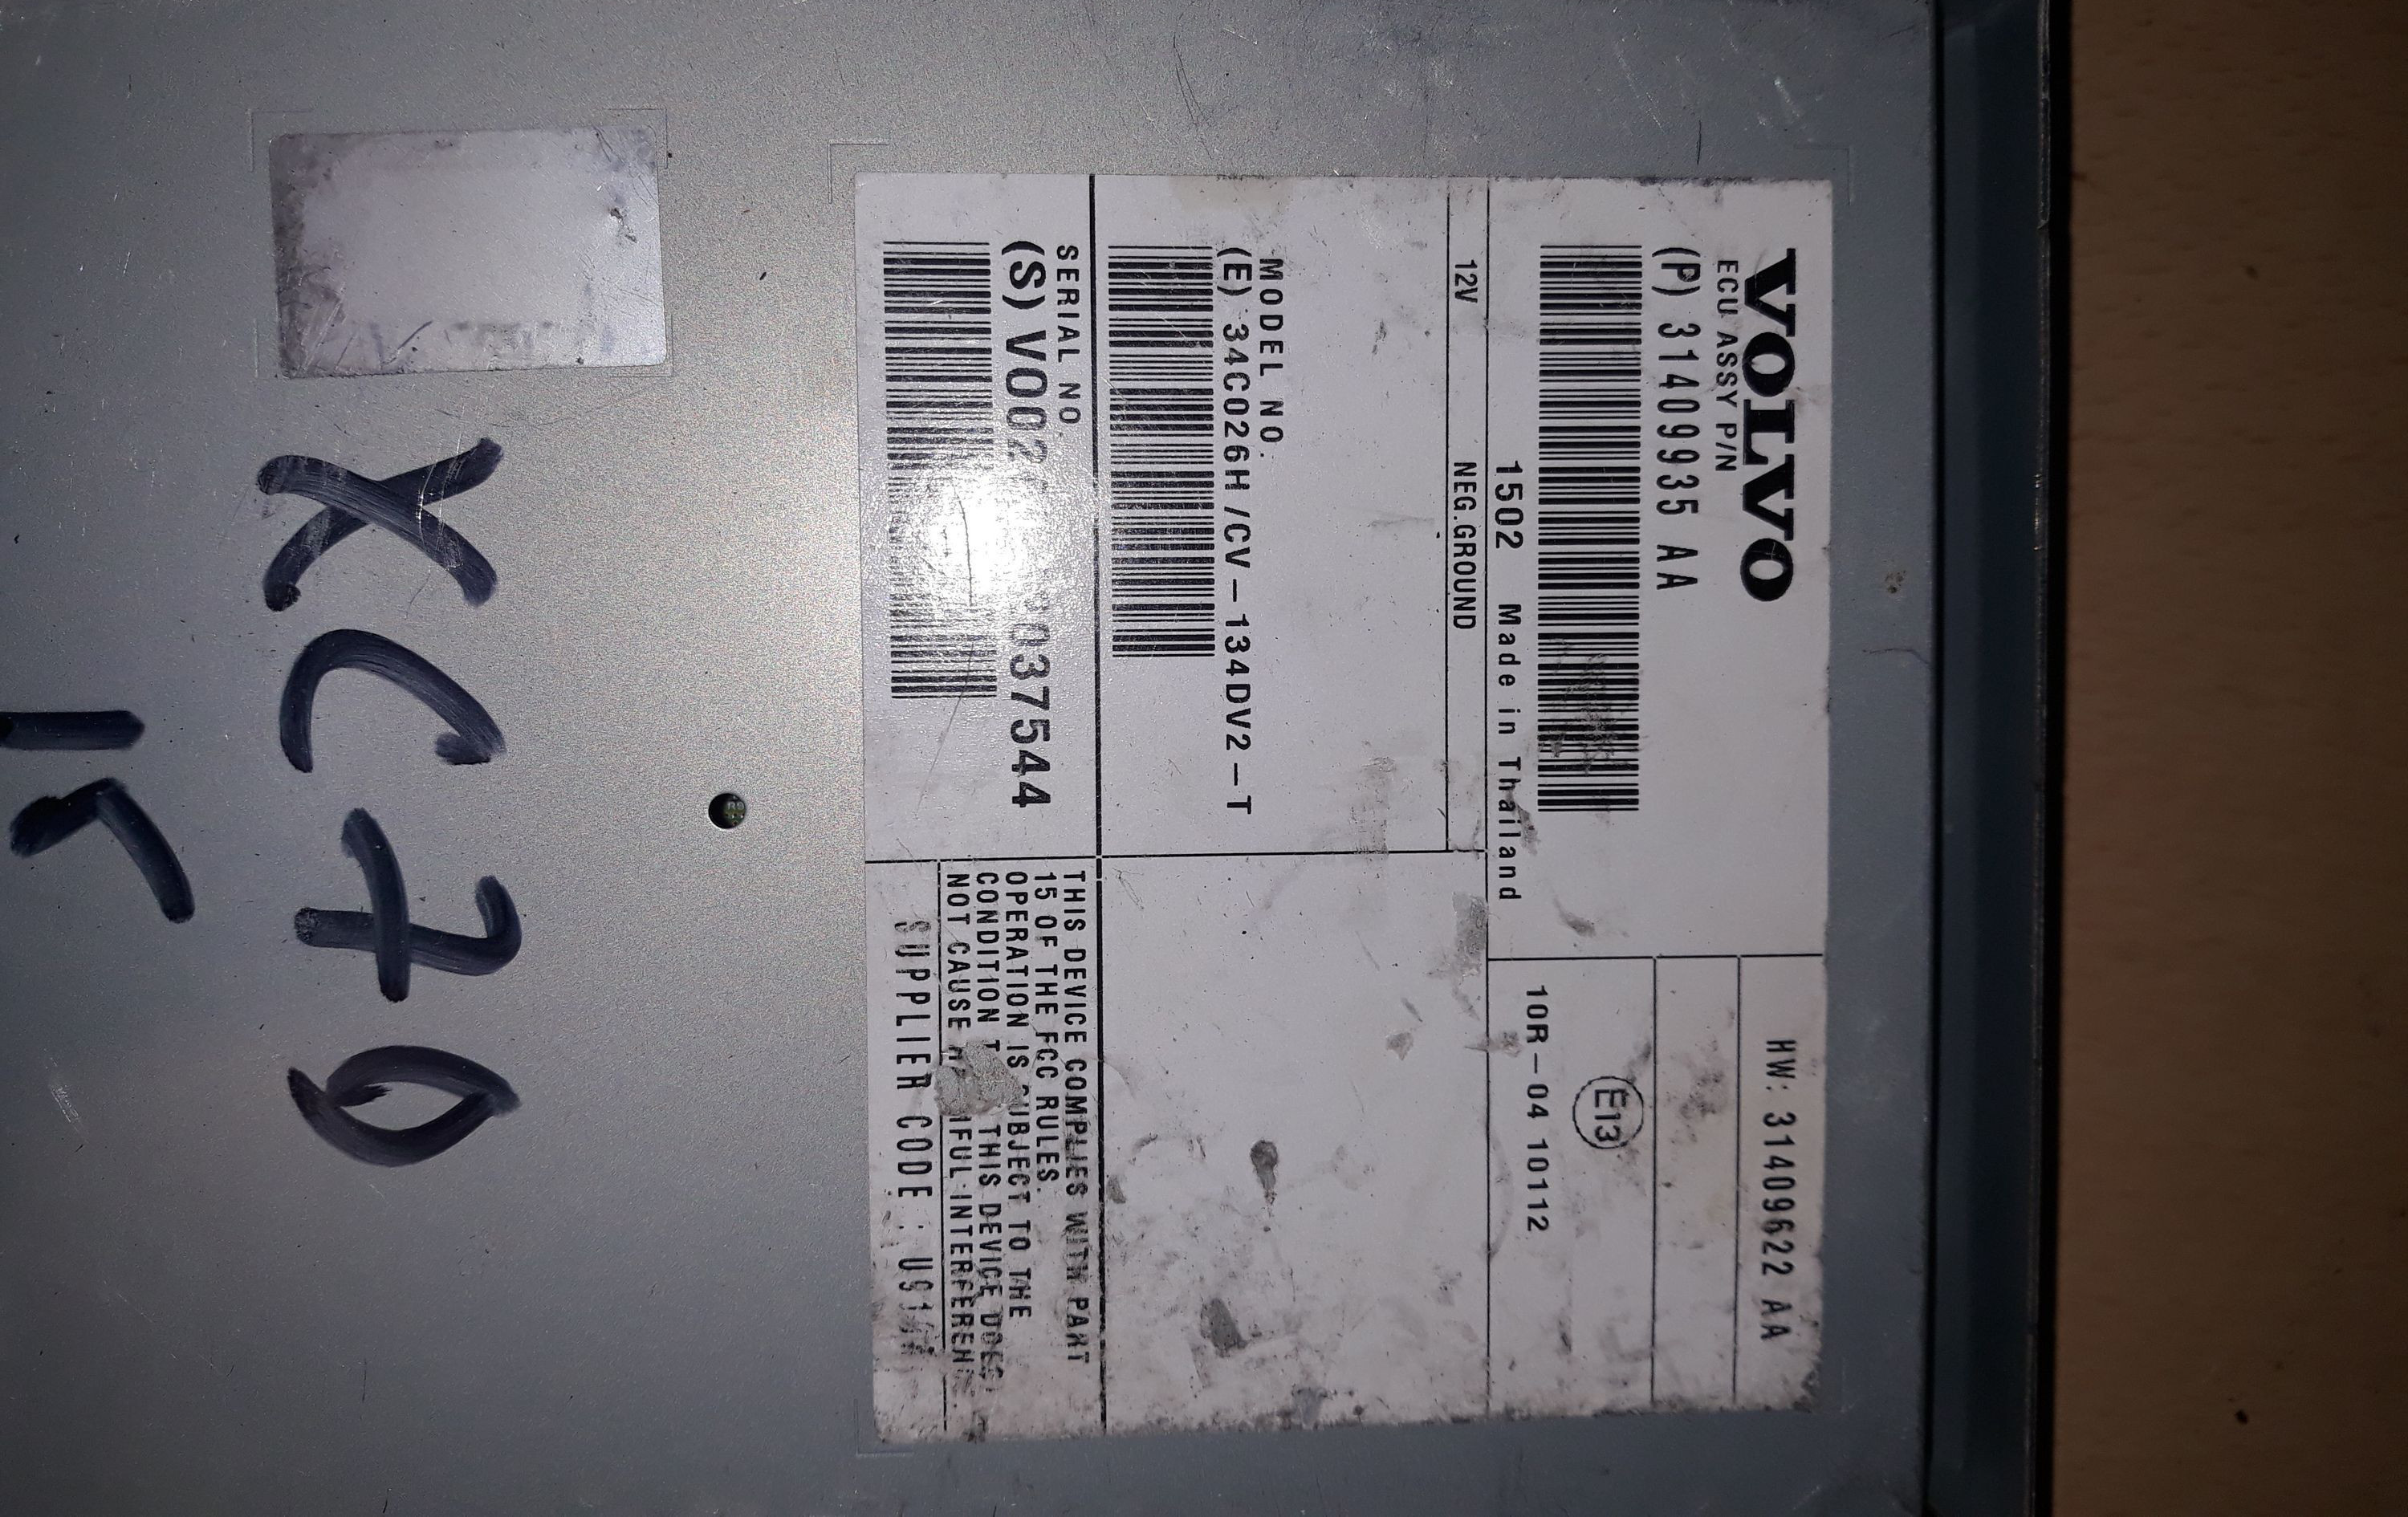 VOLVO
ECU ASSY P/N
(P) 31409935 AA
HW: 31409622 AA
E13
10R-04 10112
1502 Made in Thailand
12V NEG.GROUND
MODEL NO.
(E) 34C026H /CV-134DV2-T
SERIAL NO.
(S) V002 037544
THIS DEVICE COMPLIES WITH PART
15 OF THE FCC RULES.
OPERATION IS SUBJECT TO THE
CONDITION THIS DEVICE DOES
NOT CAUSE INTERFEREN
SUPPLIER CODE :
XC70
15